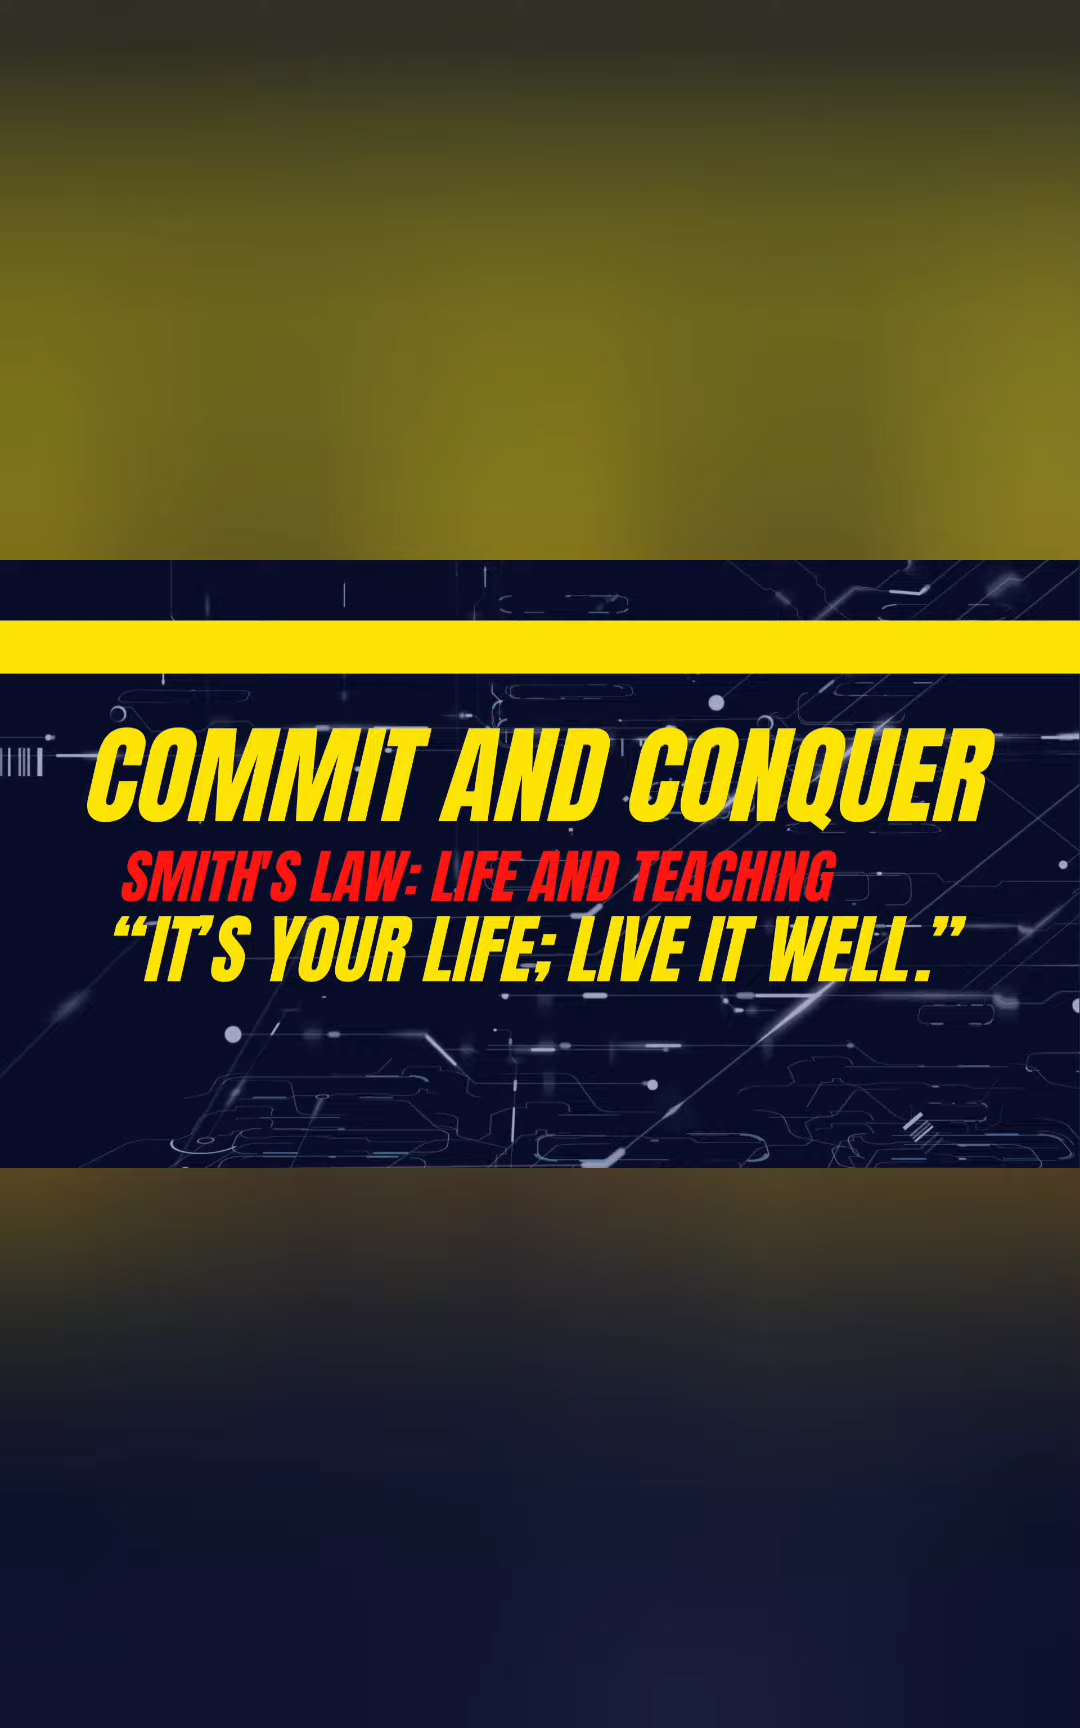 COMMIT AND CONQUER
SMITH'S LAW: LIFE AND TEACHING
“IT’S YOUR LIFE; LIVE IT WELL.”